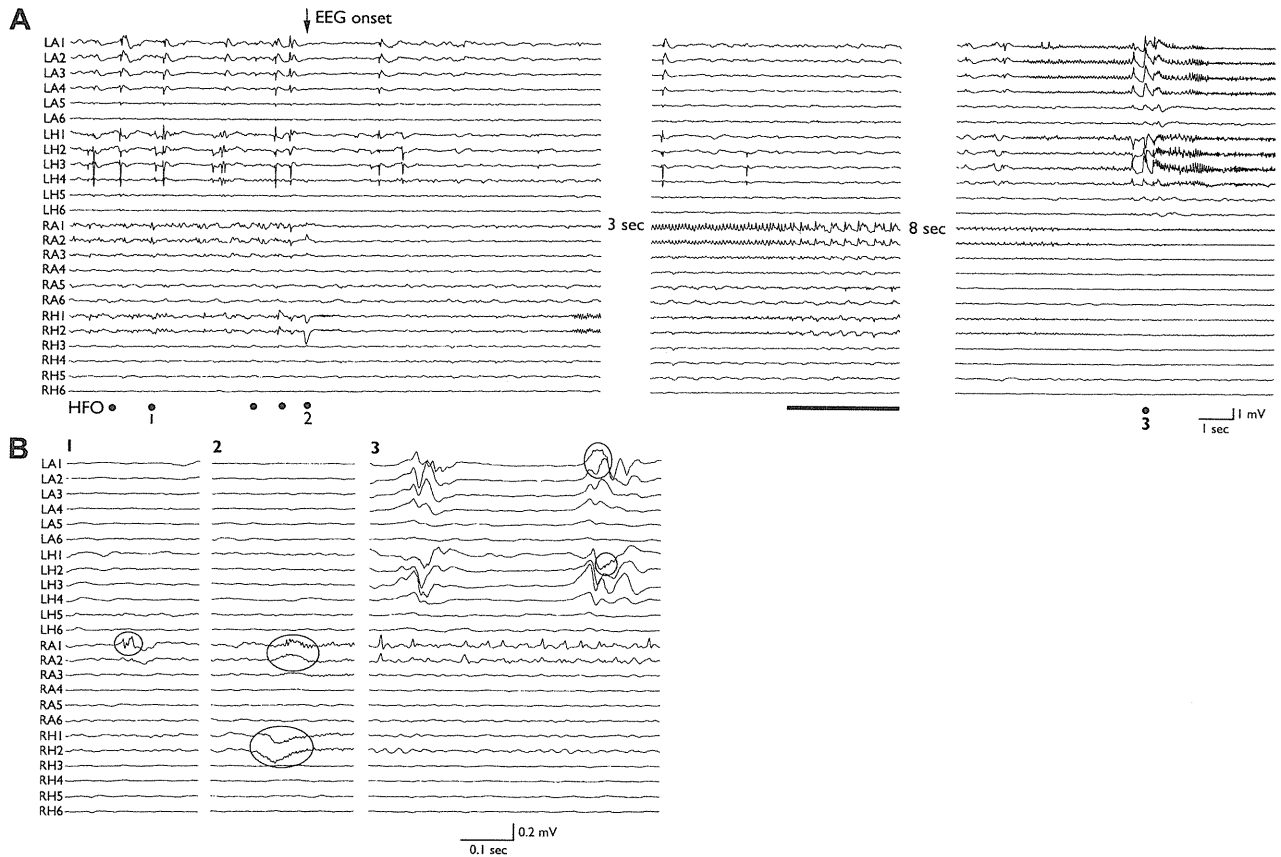 A
EEG onset
LA1
LA2
LA3
LA4
LA5
LA6
LH1
LH2
LH3
LH4
LH5
LH6
RA1
3 sec
8 sec
RA2
RA3
RA4
RA5
RA6
RH1
RH2
RH3
RH4
RH5
RH6
HFO
1
2
3
1 mV
1 sec
B
1
2
3
LA1
LA2
LA3
LA4
LA5
LA6
LH1
LH2
LH3
LH4
LH5
LH6
RA1
RA2
RA3
RA4
RA5
RA6
RH1
RH2
RH3
RH4
RH5
RH6
0.2 mV
0.1 sec